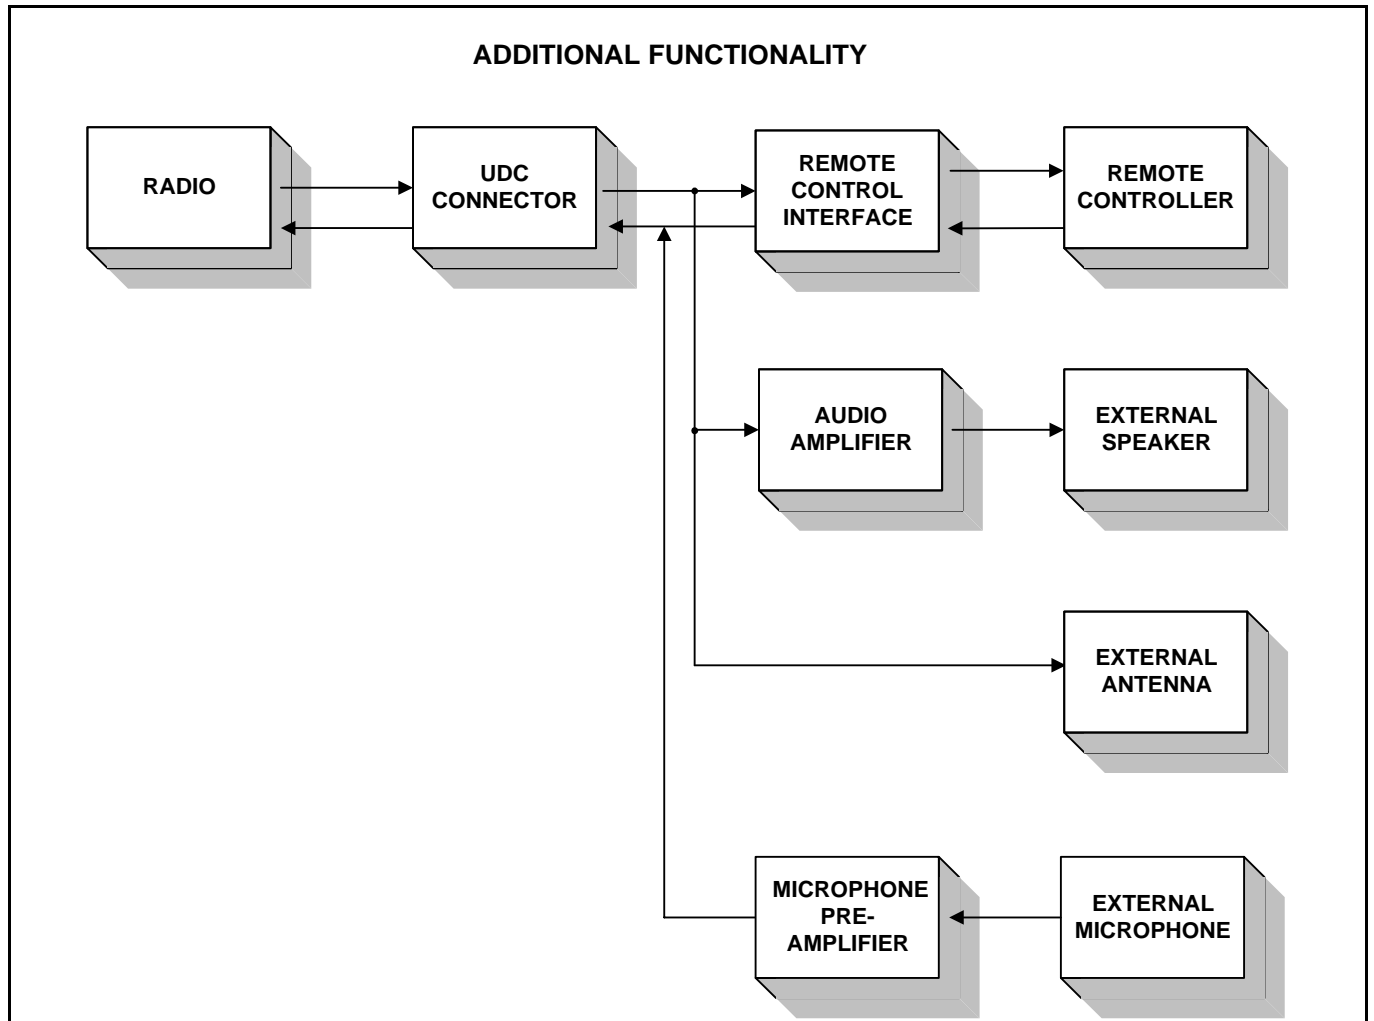 ADDITIONAL FUNCTIONALITY
RADIO
UDC
CONNECTOR
REMOTE
CONTROL
INTERFACE
REMOTE
CONTROLLER
AUDIO
AMPLIFIER
EXTERNAL
SPEAKER
EXTERNAL
ANTENNA
MICROPHONE
PRE-
AMPLIFIER
EXTERNAL
MICROPHONE